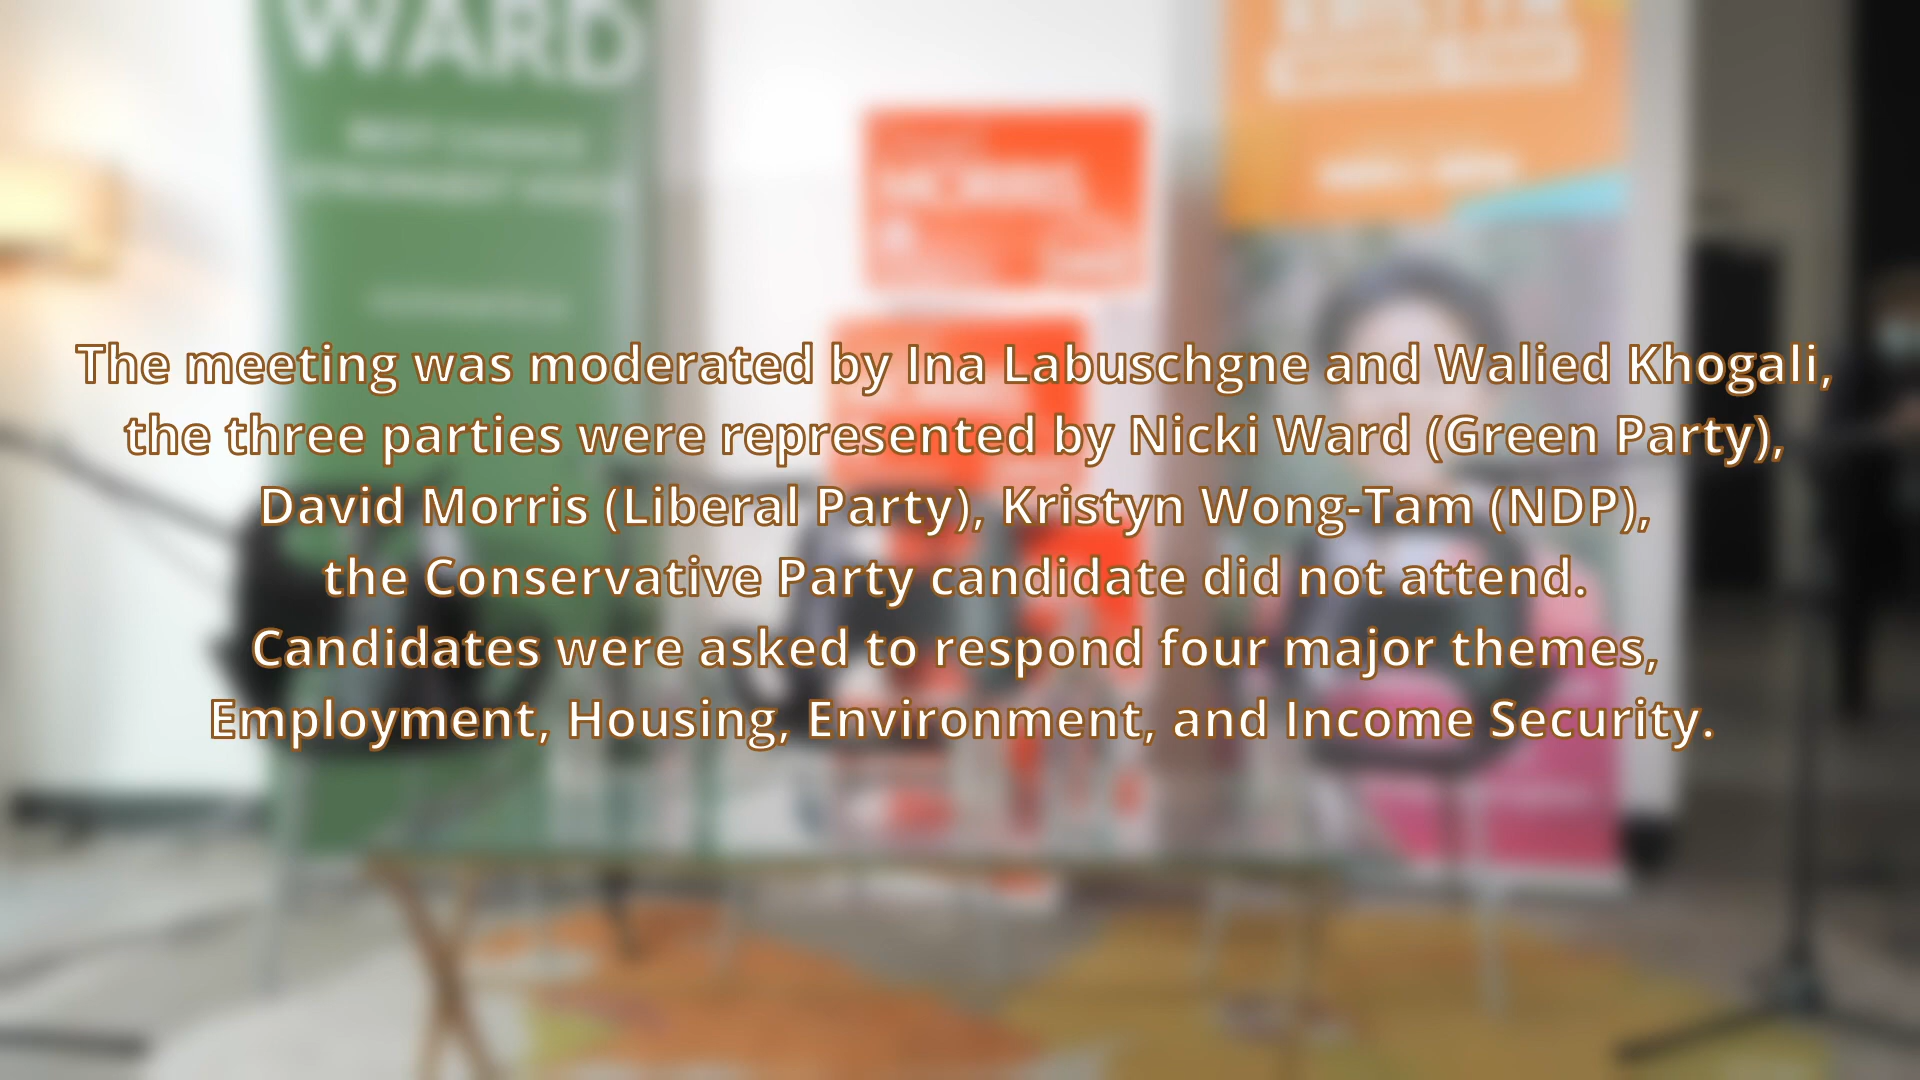 WARD
The meeting was moderated by Ina Labuschgne and Walied Khogali,
the three parties were represented by Nicki Ward (Green Party),
David Morris (Liberal Party), Kristyn Wong-Tam (NDP),
the Conservative Party candidate did not attend.
Candidates were asked to respond four major themes,
Employment, Housing, Environment, and Income Security.